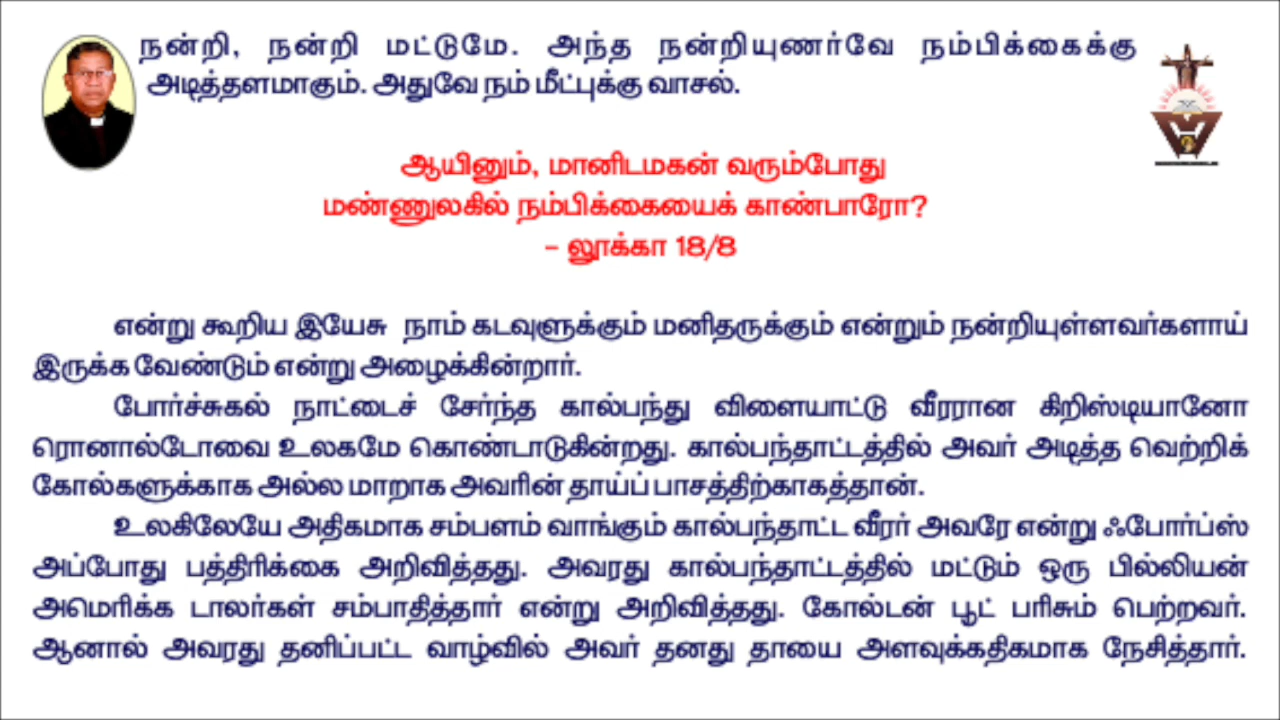 நன்றி, நன்றி மட்டுமே. அந்த நன்றியுணர்வே நம்பிக்கைக்கு
அடித்தளமாகும். அதுவே நம் மீட்புக்கு வாசல்.
ஆயினும், மானிடமகன் வரும்போது
மண்ணுலகில் நம்பிக்கையைக் காண்பாரோ?
– லூக்கா 18/8
என்று கூறிய இயேசு நாம் கடவுளுக்கும் மனிதருக்கும் என்றும் நன்றியுள்ளவர்களாய்
இருக்க வேண்டும் என்று அழைக்கின்றார்.
போர்ச்சுகல் நாட்டைச் சேர்ந்த கால்பந்து விளையாட்டு வீரரான கிறிஸ்டியானோ
ரொனால்டோவை உலகமே கொண்டாடுகின்றது. கால்பந்தாட்டத்தில் அவர் அடித்த வெற்றிக்
கோல்களுக்காக அல்ல மாறாக அவரின் தாய்ப் பாசத்திற்காகத்தான்.
உலகிலேயே அதிகமாக சம்பளம் வாங்கும் கால்பந்தாட்ட வீரர் அவரே என்று ஃபோர்ப்ஸ்
அப்போது பத்திரிக்கை அறிவித்தது. அவரது கால்பந்தாட்டத்தில் மட்டும் ஒரு பில்லியன்
அமெரிக்க டாலர்கள் சம்பாதித்தார் என்று அறிவித்தது. கோல்டன் பூட் பரிசும் பெற்றவர்.
ஆனால் அவரது தனிப்பட்ட வாழ்வில் அவர் தனது தாயை அளவுக்கதிகமாக நேசித்தார்.